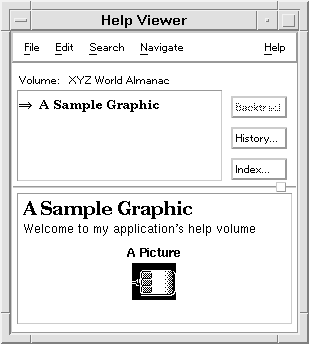 Help Viewer
File Edit Search Navigate Help
Volume: XYZ World Almanac
⇒ A Sample Graphic
Backtrack
History...
Index...
A Sample Graphic
Welcome to my application's help volume
A Picture